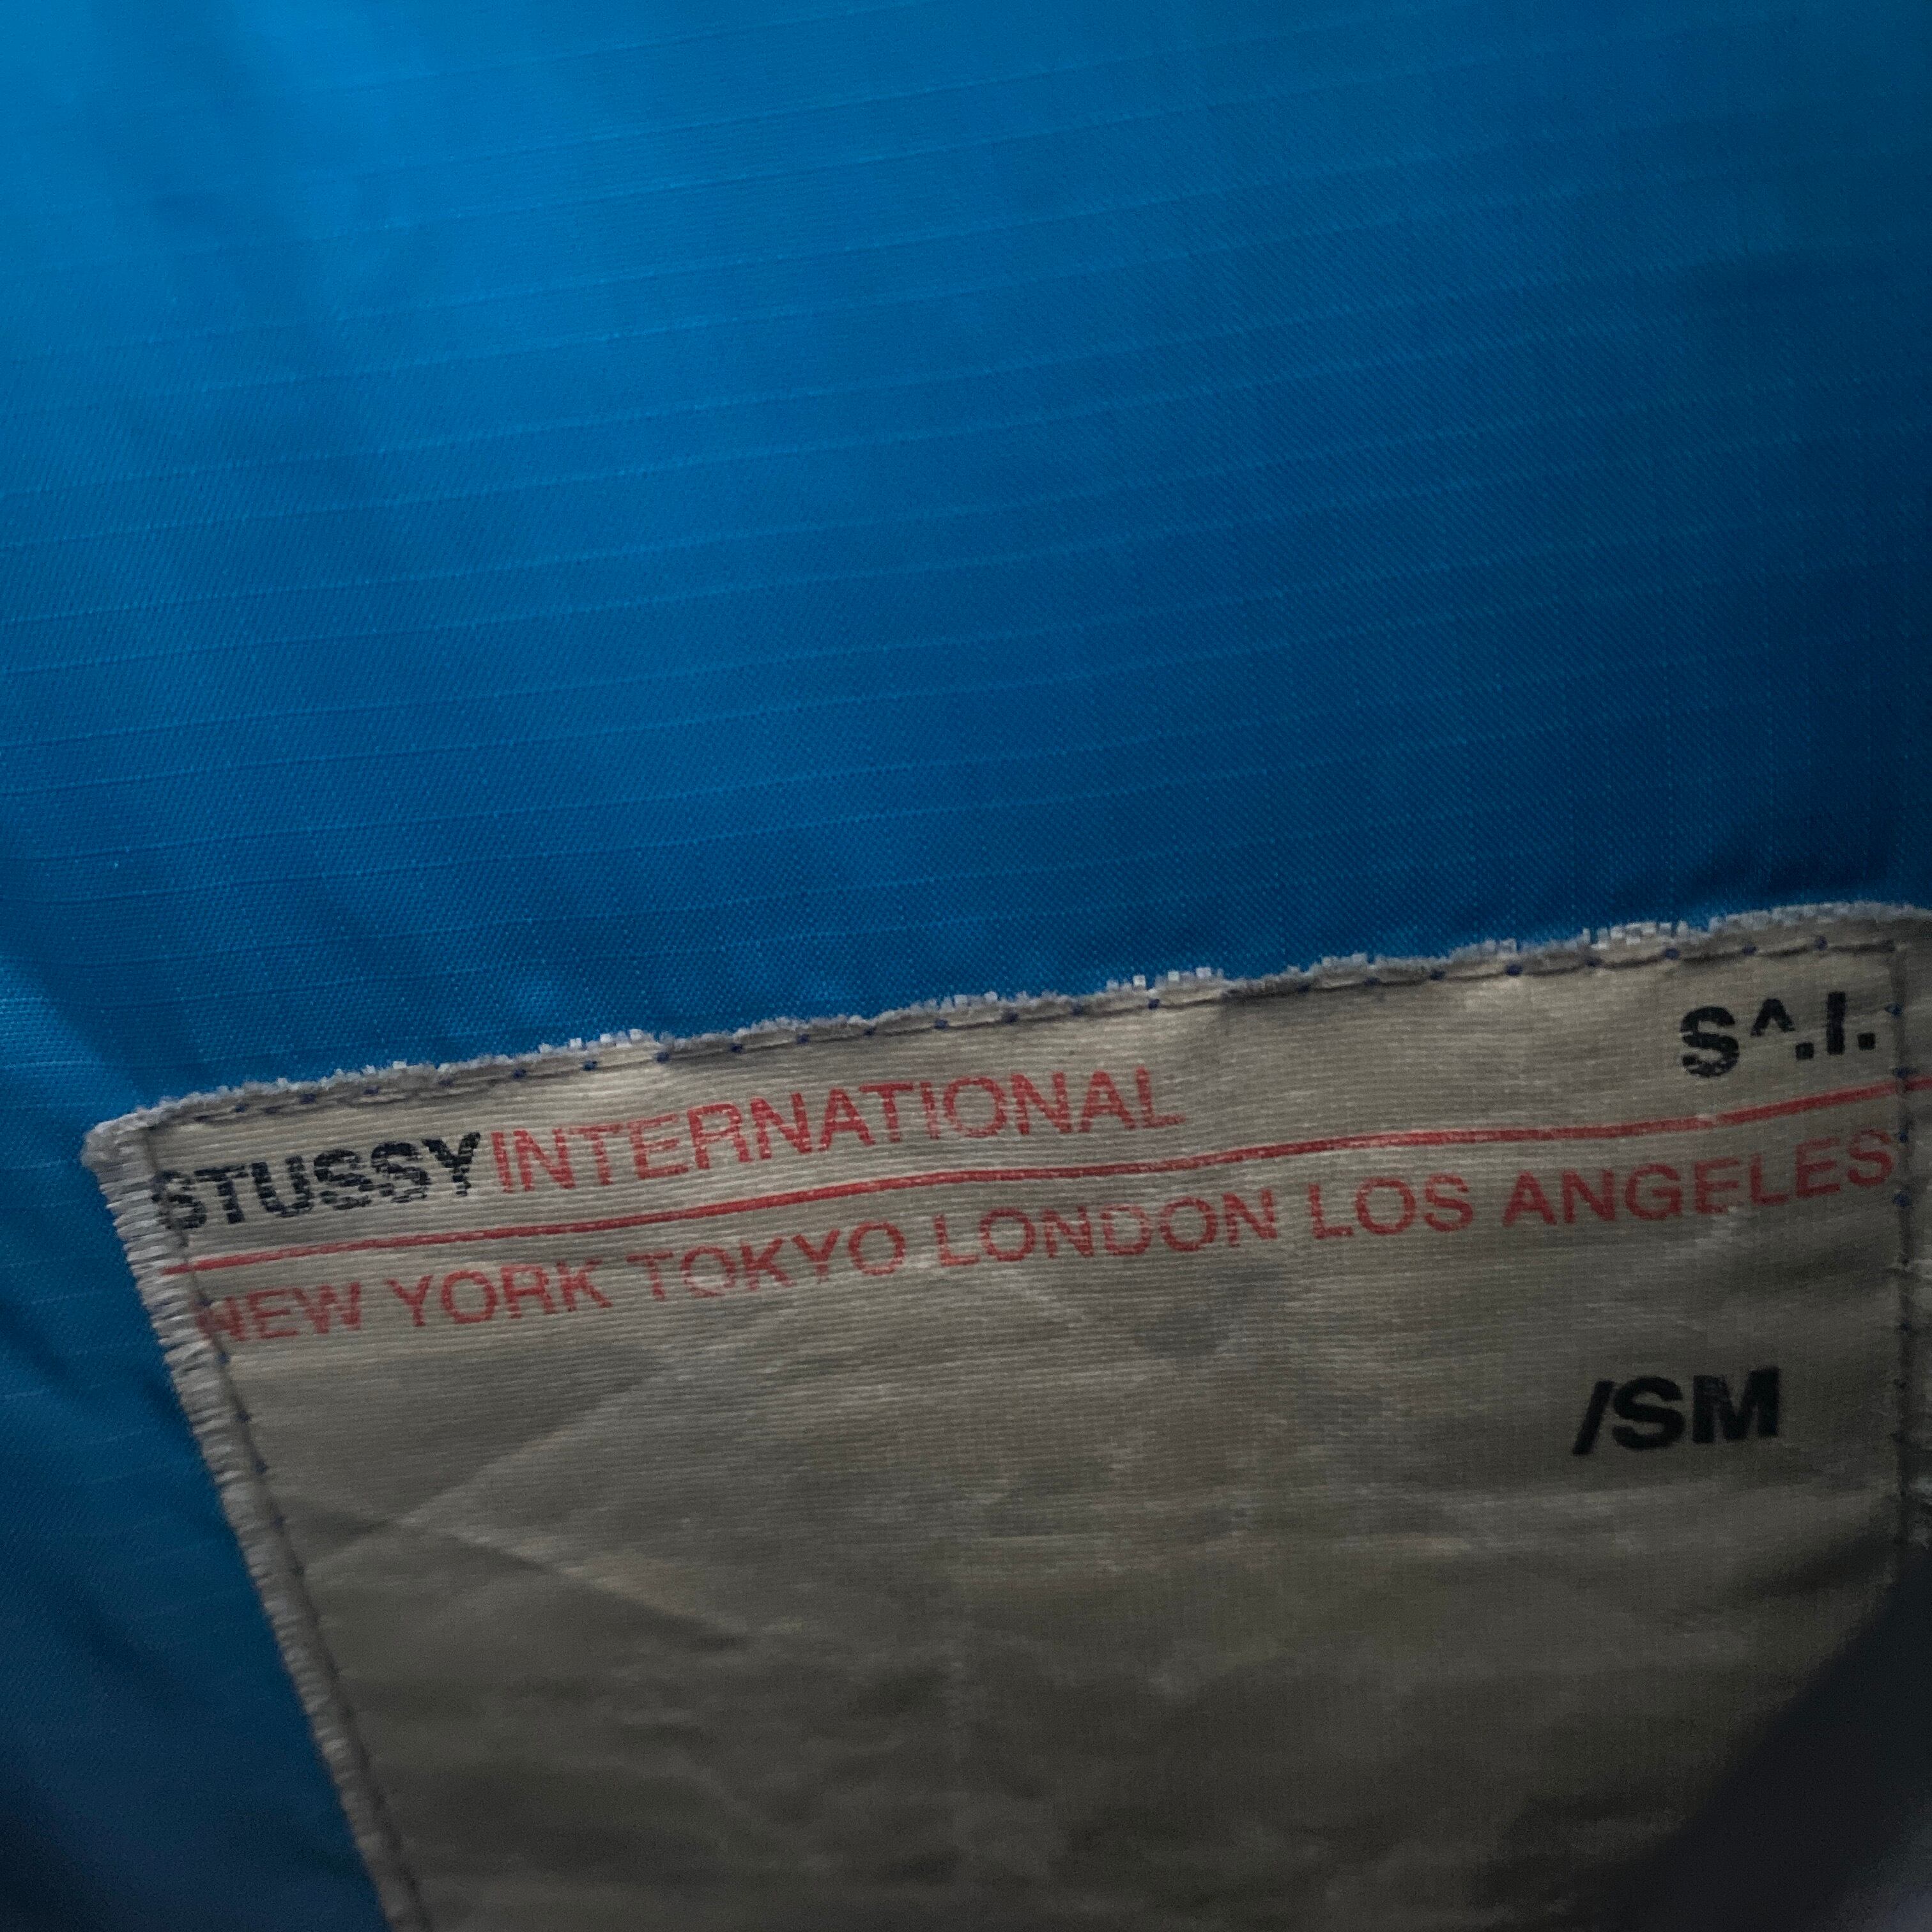 STUSSY INTERNATIONAL S^.I.
NEW YORK TOKYO LONDON LOS ANGELES
/SM